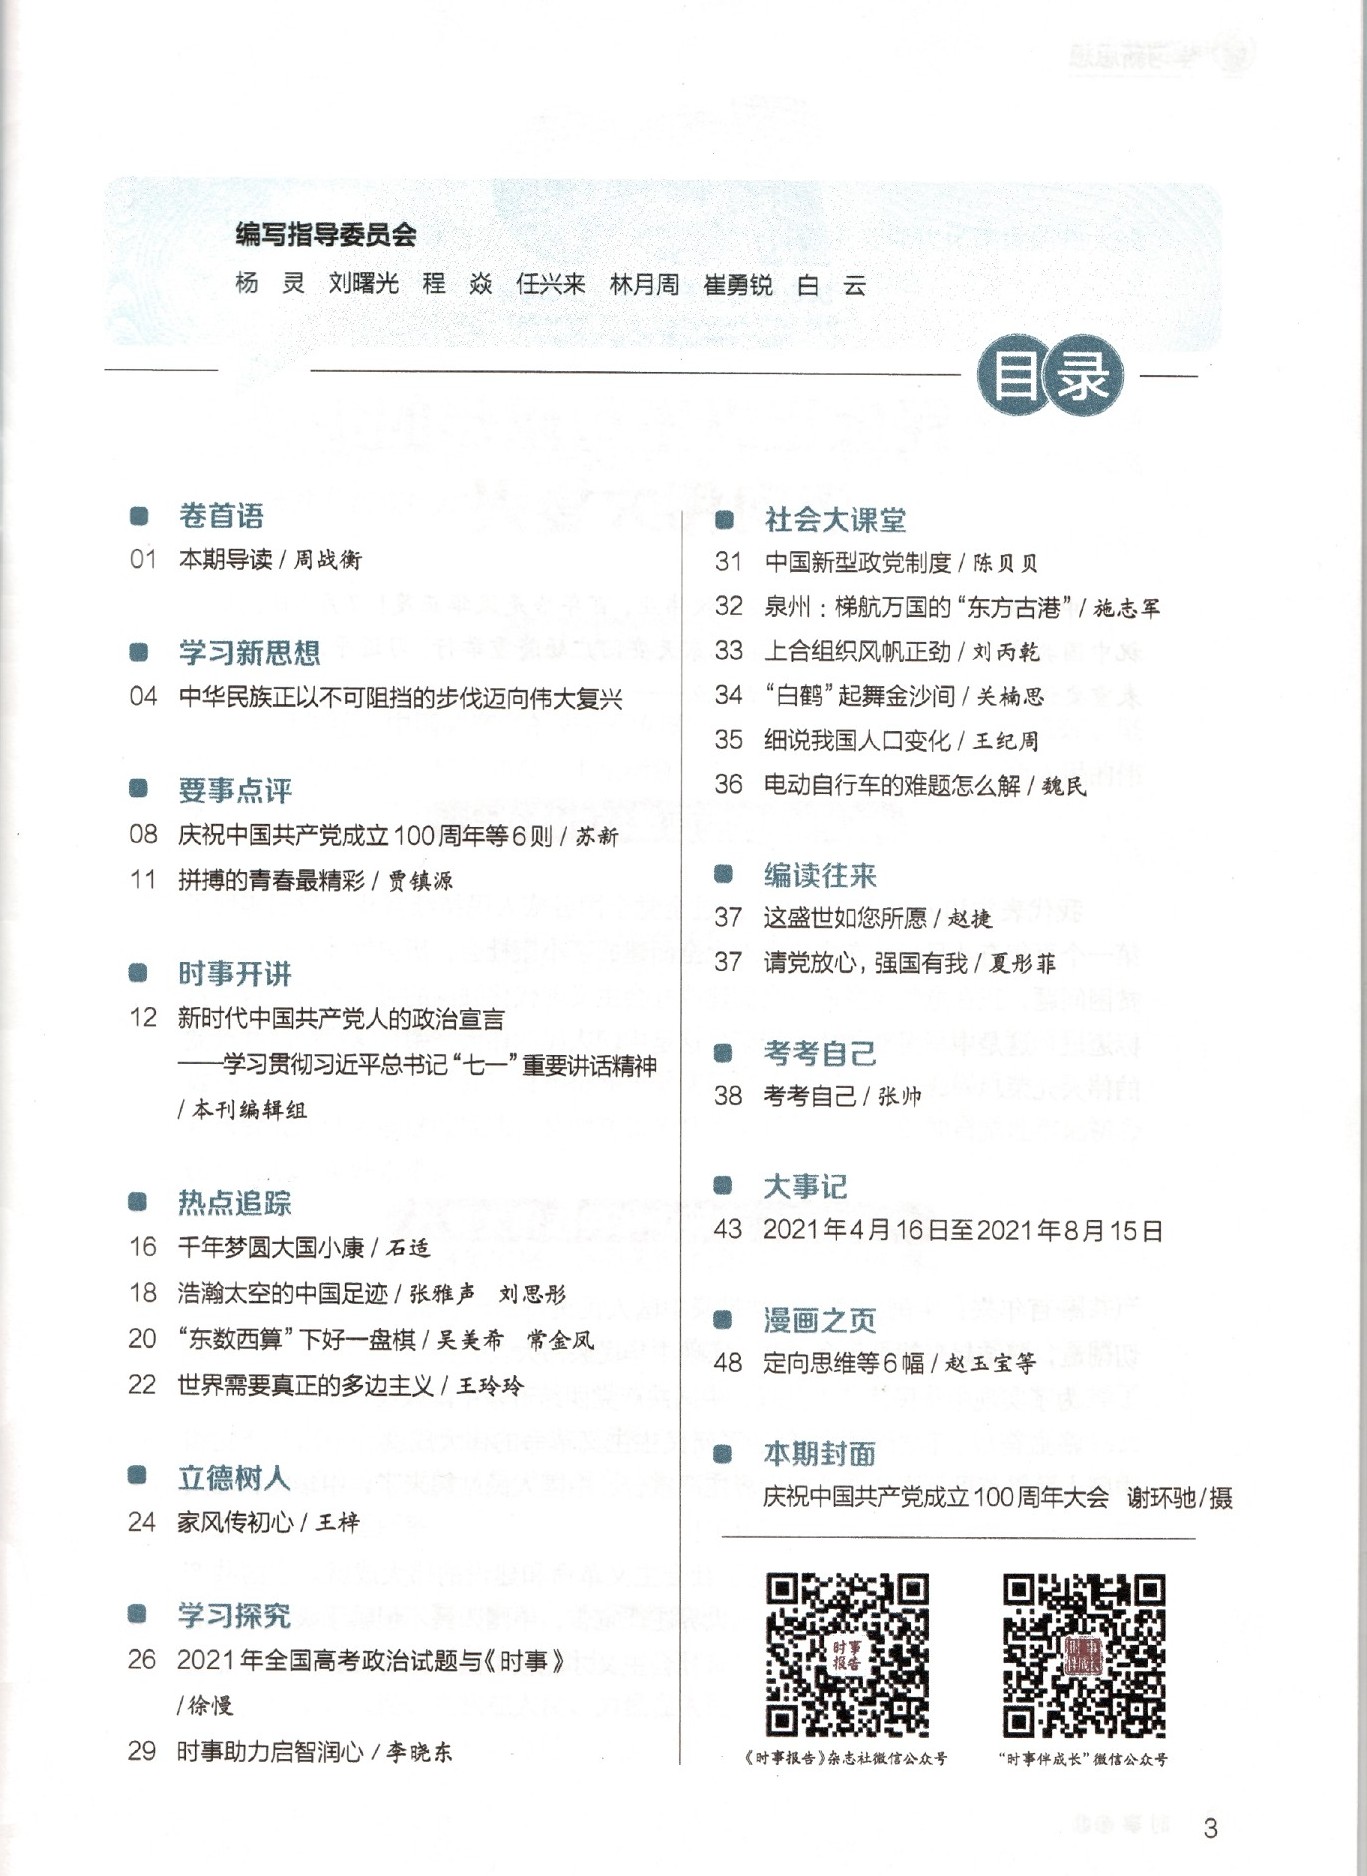 编写指导委员会
杨 灵 刘曙光 程 焱 任兴来 林月周 崔勇锐 白 云
目录
卷首语
01 本期导读 / 周战衡
学习新思想
04 中华民族正以不可阻挡的步伐迈向伟大复兴
要事点评
08 庆祝中国共产党成立100周年等6则 / 苏新
11 拼搏的青春最精彩 / 贾镇源
时事开讲
12 新时代中国共产党人的政治宣言
——学习贯彻习近平总书记“七一”重要讲话精神
/ 本刊编辑组
热点追踪
16 千年梦圆大国小康 / 石适
18 浩瀚太空的中国足迹 / 张雅声 刘思彤
20 “东数西算”下好一盘棋 / 吴美希 常金凤
22 世界需要真正的多边主义 / 王玲玲
立德树人
24 家风传初心 / 王梓
学习探究
26 2021年全国高考政治试题与《时事》
/ 徐慢
29 时事助力启智润心 / 李晓东
社会大课堂
31 中国新型政党制度 / 陈贝贝
32 泉州：梯航万国的“东方古港” / 施志军
33 上合组织风帆正劲 / 刘丙乾
34 “白鹤”起舞金沙间 / 关楠思
35 细说我国人口变化 / 王纪周
36 电动自行车的难题怎么解 / 魏民
编读往来
37 这盛世如您所愿 / 赵捷
37 请党放心，强国有我 / 夏彤菲
考考自己
38 考考自己 / 张帅
大事记
43 2021年4月16日至2021年8月15日
漫画之页
48 定向思维等6幅 / 赵玉宝等
本期封面
庆祝中国共产党成立100周年大会 谢环驰/摄
时事
报告
《时事报告》杂志社微信公众号
“时事伴成长”微信公众号
3